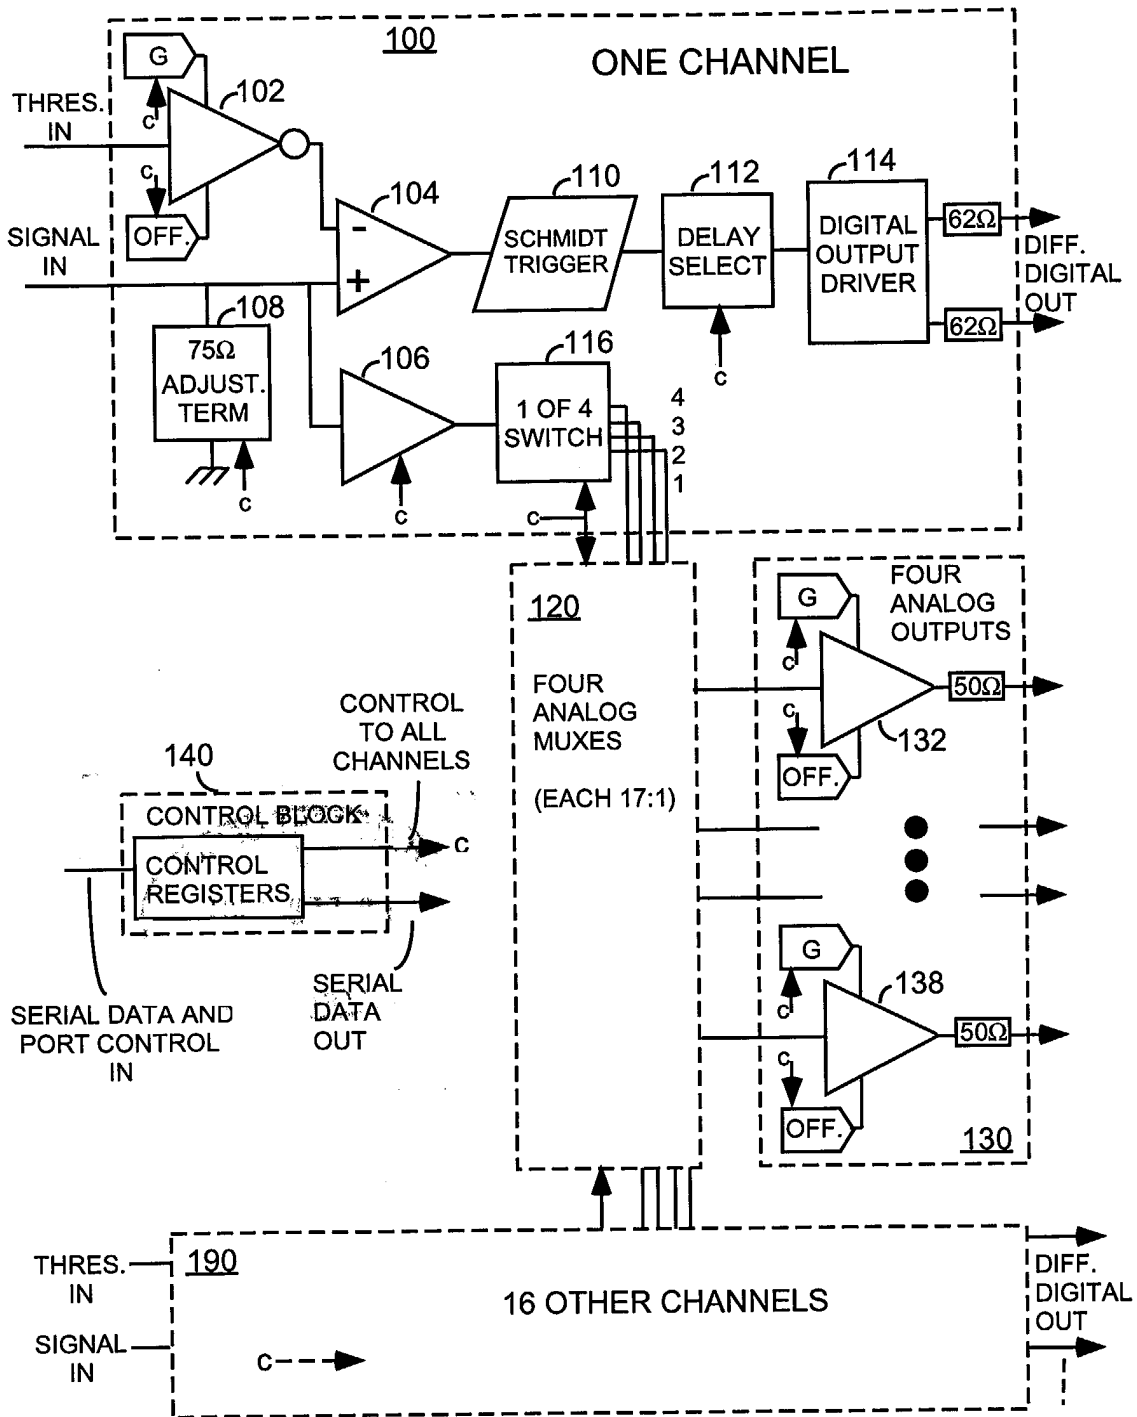 100
ONE CHANNEL
G
102
THRES.
IN
c
c
OFF.
SIGNAL
IN
104
-
+
110
SCHMIDT
TRIGGER
112
DELAY
SELECT
c
114
DIGITAL
OUTPUT
DRIVER
62Ω
62Ω
DIFF.
DIGITAL
OUT
108
75Ω
ADJUST.
TERM
c
106
c
116
1 OF 4
SWITCH
c
4
3
2
1
120
FOUR
ANALOG
MUXES
(EACH 17:1)
FOUR
ANALOG
OUTPUTS
G
c
c
OFF.
132
50Ω
G
c
c
OFF.
138
50Ω
130
CONTROL
TO ALL
CHANNELS
140
CONTROL BLOCK
CONTROL
REGISTERS
c
SERIAL DATA AND
PORT CONTROL
IN
SERIAL
DATA
OUT
190
THRES.
IN
SIGNAL
IN
16 OTHER CHANNELS
c
DIFF.
DIGITAL
OUT